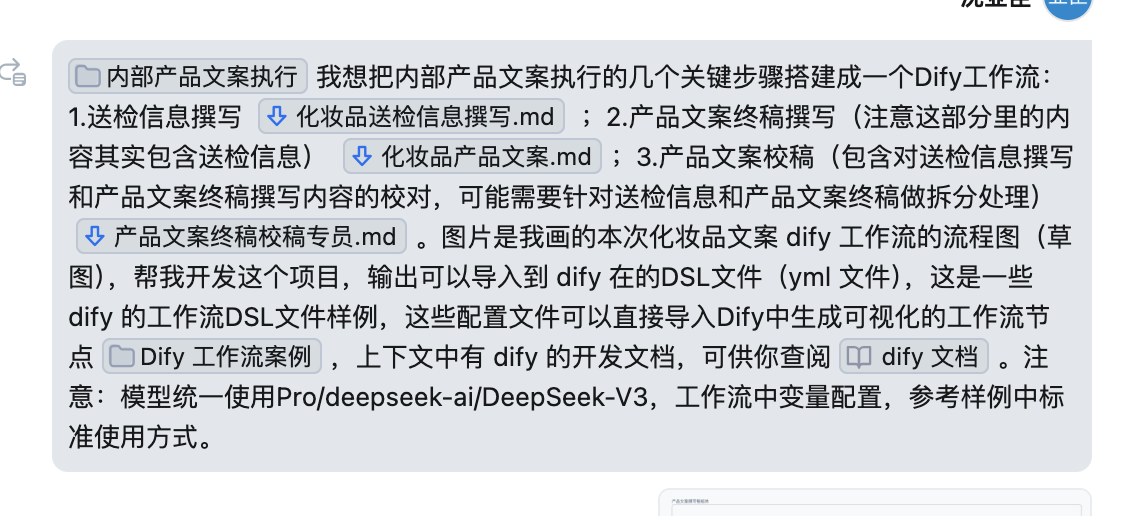 内部产品文案执行 我想把内部产品文案执行的几个关键步骤搭建成一个Dify工作流：
1.送检信息撰写 化妆品送检信息撰写.md ；2.产品文案终稿撰写（注意这部分里的内
容其实包含送检信息） 化妆品产品文案.md ；3.产品文案校稿（包含对送检信息撰写
和产品文案终稿撰写内容的校对，可能需要针对送检信息和产品文案终稿做拆分处理）
产品文案终稿校稿专员.md 。图片是我画的本次化妆品文案 dify 工作流的流程图（草
图），帮我开发这个项目，输出可以导入到 dify 在的DSL文件（yml 文件），这是一些
dify 的工作流DSL文件样例，这些配置文件可以直接导入Dify中生成可视化的工作流节
点 Dify 工作流案例 ，上下文中有 dify 的开发文档，可供你查阅 dify 文档 。注
意：模型统一使用Pro/deepseek-ai/DeepSeek-V3，工作流中变量配置，参考样例中标
准使用方式。